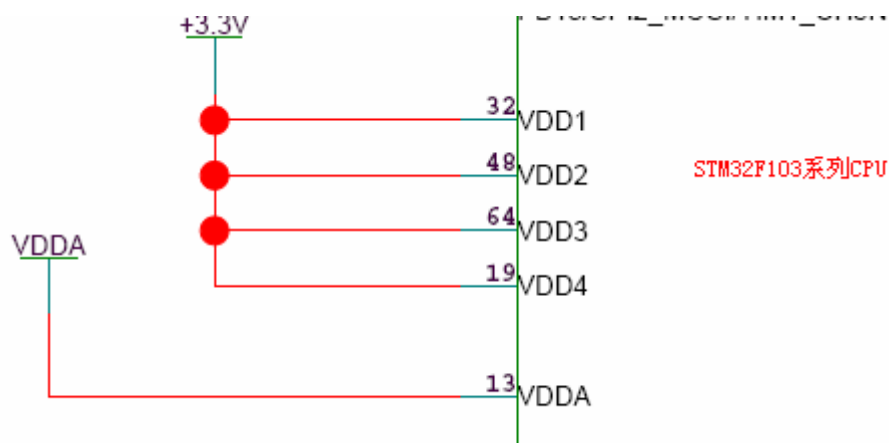 +3.3V
32 VDD1
48 VDD2
STM32F103系列CPU
64 VDD3
VDDA
19 VDD4
13 VDDA